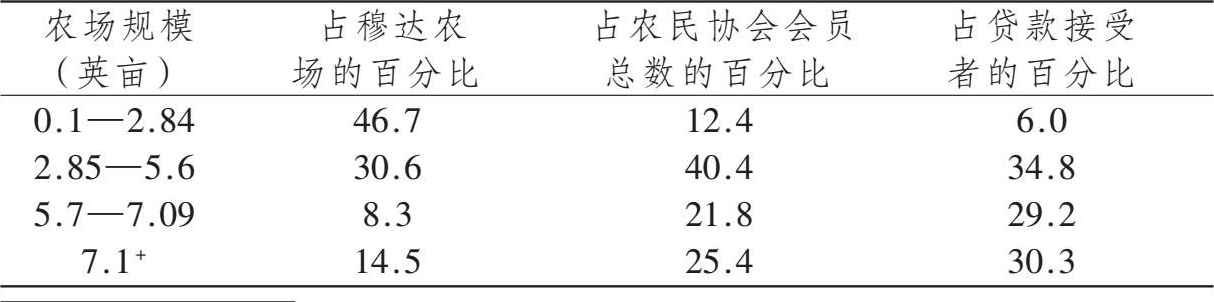 农场规模 占穆达农 占农民协会会员 占贷款接受
（英亩） 场的百分比 总数的百分比 者的百分比
0.1—2.84 46.7 12.4 6.0
2.85—5.6 30.6 40.4 34.8
5.7—7.09 8.3 21.8 29.2
7.1⁺ 14.5 25.4 30.3